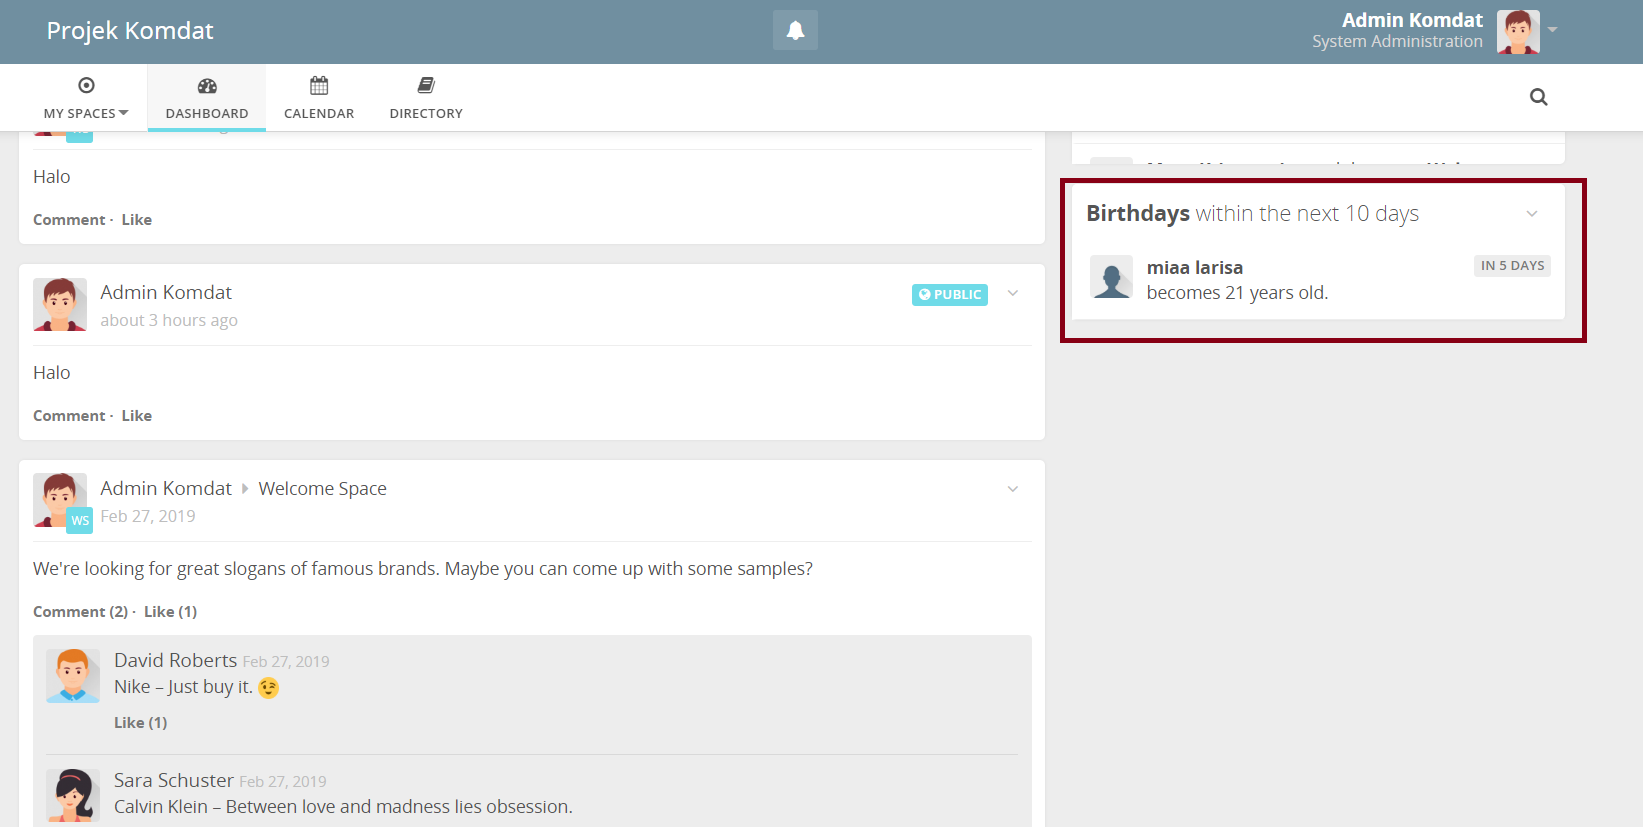 Projek Komdat
Admin Komdat
System Administration
MY SPACES
DASHBOARD
CALENDAR
DIRECTORY
Halo
Comment · Like
Admin Komdat
about 3 hours ago
PUBLIC
Halo
Comment · Like
Admin Komdat Welcome Space
WS
Feb 27, 2019
We're looking for great slogans of famous brands. Maybe you can come up with some samples?
Comment (2) · Like (1)
David Roberts Feb 27, 2019
Nike – Just buy it. 😉
Like (1)
Sara Schuster Feb 27, 2019
Calvin Klein – Between love and madness lies obsession.
Birthdays within the next 10 days
miaa larisa
IN 5 DAYS
becomes 21 years old.